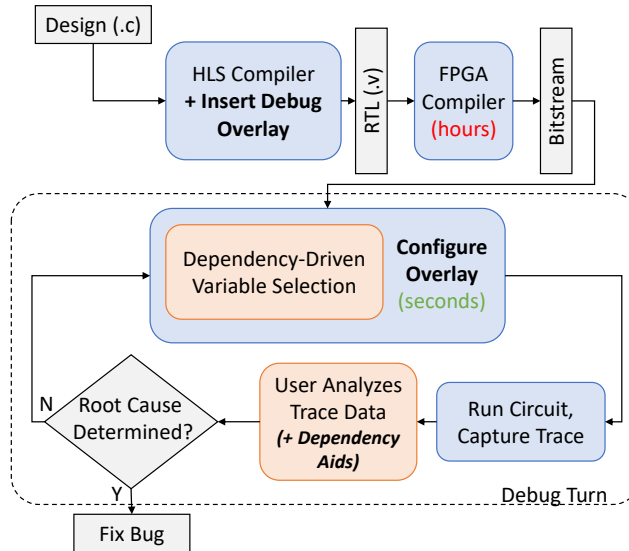 Design (.c)
HLS Compiler
+ Insert Debug
Overlay
RTL (.v)
FPGA
Compiler
(hours)
Bitstream
Dependency-Driven
Variable Selection
Configure
Overlay
(seconds)
Run Circuit,
Capture Trace
User Analyzes
Trace Data
(+ Dependency
Aids)
Root Cause
Determined?
N
Y
Debug Turn
Fix Bug